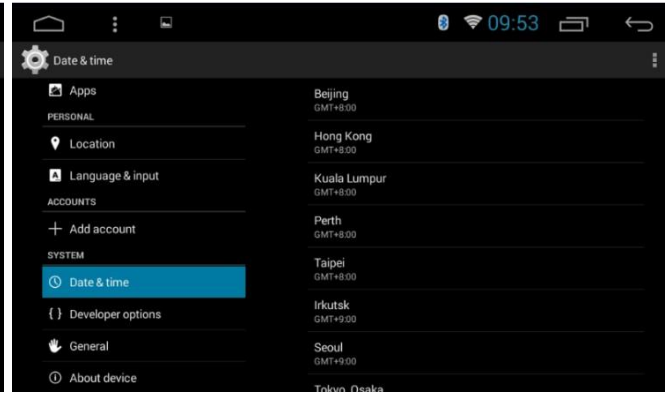 09:53
Date & time
Apps
PERSONAL
Location
Language & input
ACCOUNTS
Add account
SYSTEM
Date & time
{ } Developer options
General
About device
Beijing
GMT+8:00
Hong Kong
GMT+8:00
Kuala Lumpur
GMT+8:00
Perth
GMT+8:00
Taipei
GMT+8:00
Irkutsk
GMT+9:00
Seoul
GMT+9:00
Tokyo, Osaka